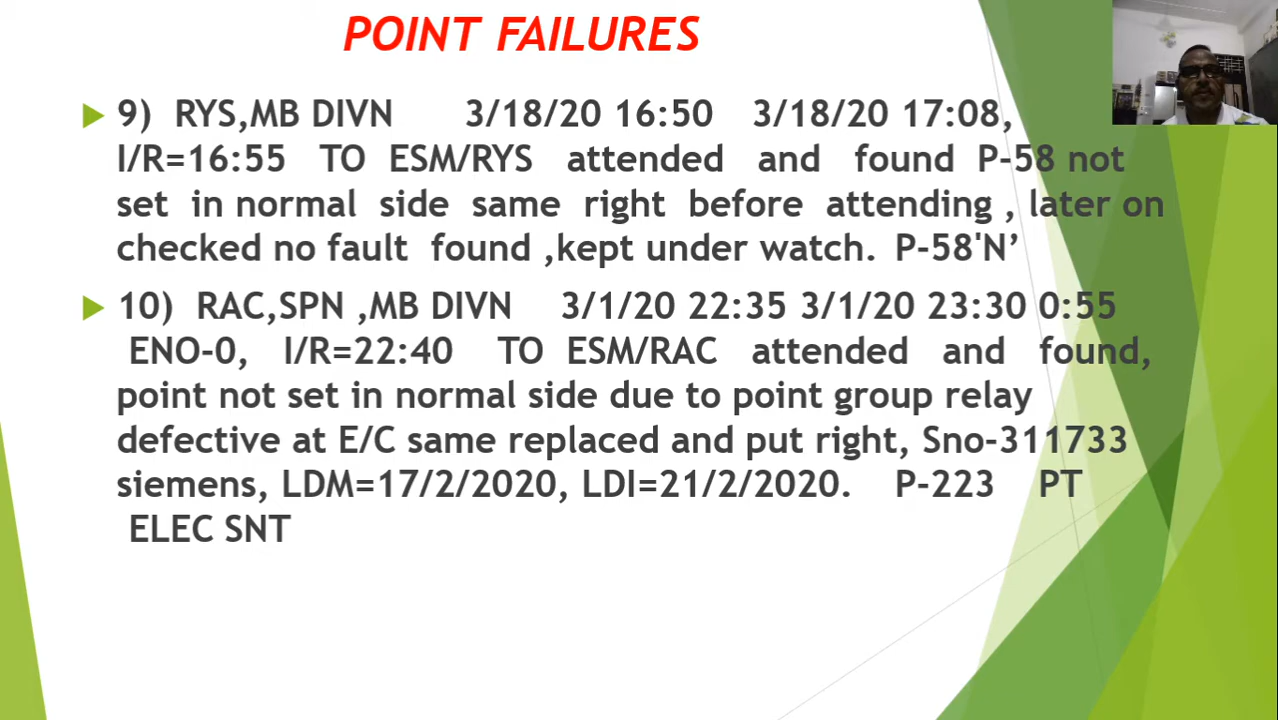 POINT FAILURES
9) RYS,MB DIVN 3/18/20 16:50 3/18/20 17:08,
I/R=16:55 TO ESM/RYS attended and found P-58 not
set in normal side same right before attending , later on
checked no fault found ,kept under watch. P-58'N’
10) RAC,SPN ,MB DIVN 3/1/20 22:35 3/1/20 23:30 0:55
ENO-0, I/R=22:40 TO ESM/RAC attended and found,
point not set in normal side due to point group relay
defective at E/C same replaced and put right, Sno-311733
siemens, LDM=17/2/2020, LDI=21/2/2020. P-223 PT
ELEC SNT